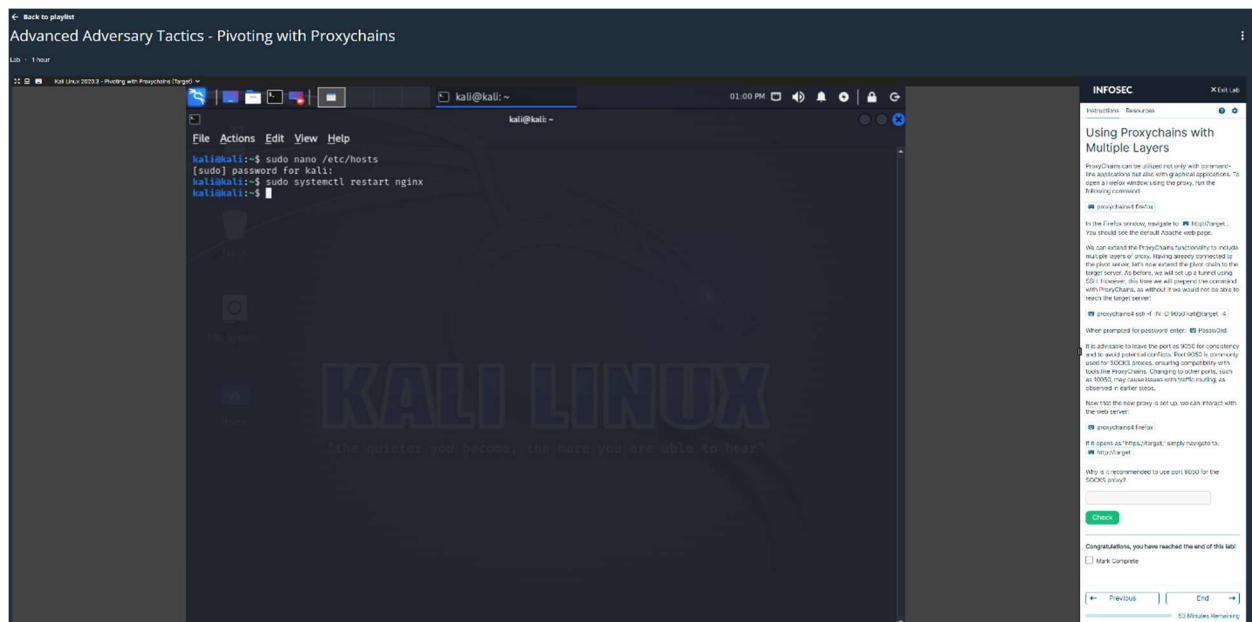 ← Back to playlist
Advanced Adversary Tactics - Pivoting with Proxychains
Lab · 1 hour
Kali Linux 2023.3 - Pivoting with Proxychains (Target)
kali@kali: ~
01:00 PM
kali@kali: ~
File Actions Edit View Help
kali@kali:~$ sudo nano /etc/hosts
[sudo] password for kali:
kali@kali:~$ sudo systemctl restart nginx
kali@kali:~$
KALI LINUX
"the quieter you become, the more you are able to hear"
INFOSEC
X Exit Lab
Instructions Resources
Using Proxychains with
Multiple Layers
ProxyChains can be utilized not only with command-
line applications but also with graphical applications. To
open a Firefox window using the proxy, run the
following command
proxychains4 firefox
In the Firefox window, navigate to http://target .
You should see the default Apache web page.
We can extend the ProxyChains functionality to include
multiple layers of proxy. Having already connected to
the pivot server, let's now extend the pivot chain to the
target server. As before, we will set up a tunnel using
SSH. However, this time we will prepend the command
with ProxyChains, as without it we would not be able to
reach the target server:
proxychains4 ssh -f -N -D 9050 kali@target -4
When prompted for password enter:
It is advisable to leave the port as 9050 for consistency
and to avoid potential conflicts. Port 9050 is commonly
used for SOCKS proxies, ensuring compatibility with
tools like ProxyChains. Changing to other ports, such
as 10050, may cause issues with traffic routing, as
observed in earlier steps.
Now that the new proxy is set up, we can interact with
the web server:
proxychains4 firefox
If it opens as "https://target," simply navigate to:
http://target .
Why is it recommended to use port 9050 for the
SOCKS proxy?
Check
Congratulations, you have reached the end of this lab!
Mark Complete
← Previous
End →
53 Minutes Remaining